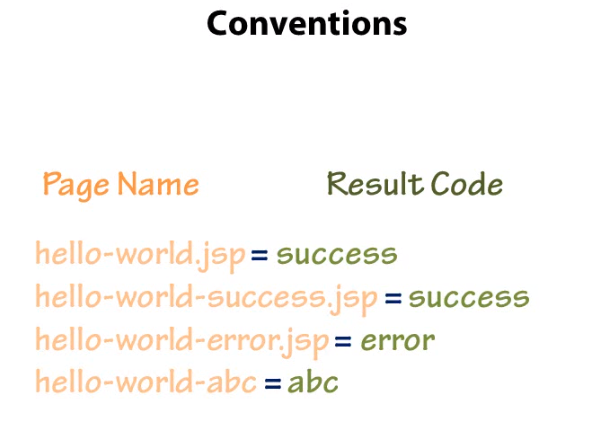 Conventions
Page Name Result Code
hello-world.jsp = success
hello-world-success.jsp = success
hello-world-error.jsp = error
hello-world-abc = abc